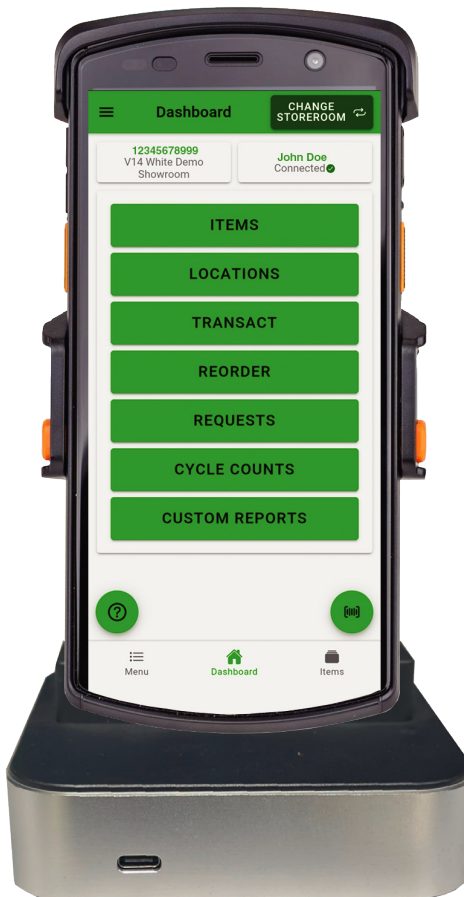 Dashboard
CHANGE
STOREROOM
12345678999
V14 White Demo
Showroom
John Doe
Connected
ITEMS
LOCATIONS
TRANSACT
REORDER
REQUESTS
CYCLE COUNTS
CUSTOM REPORTS
Menu
Dashboard
Items